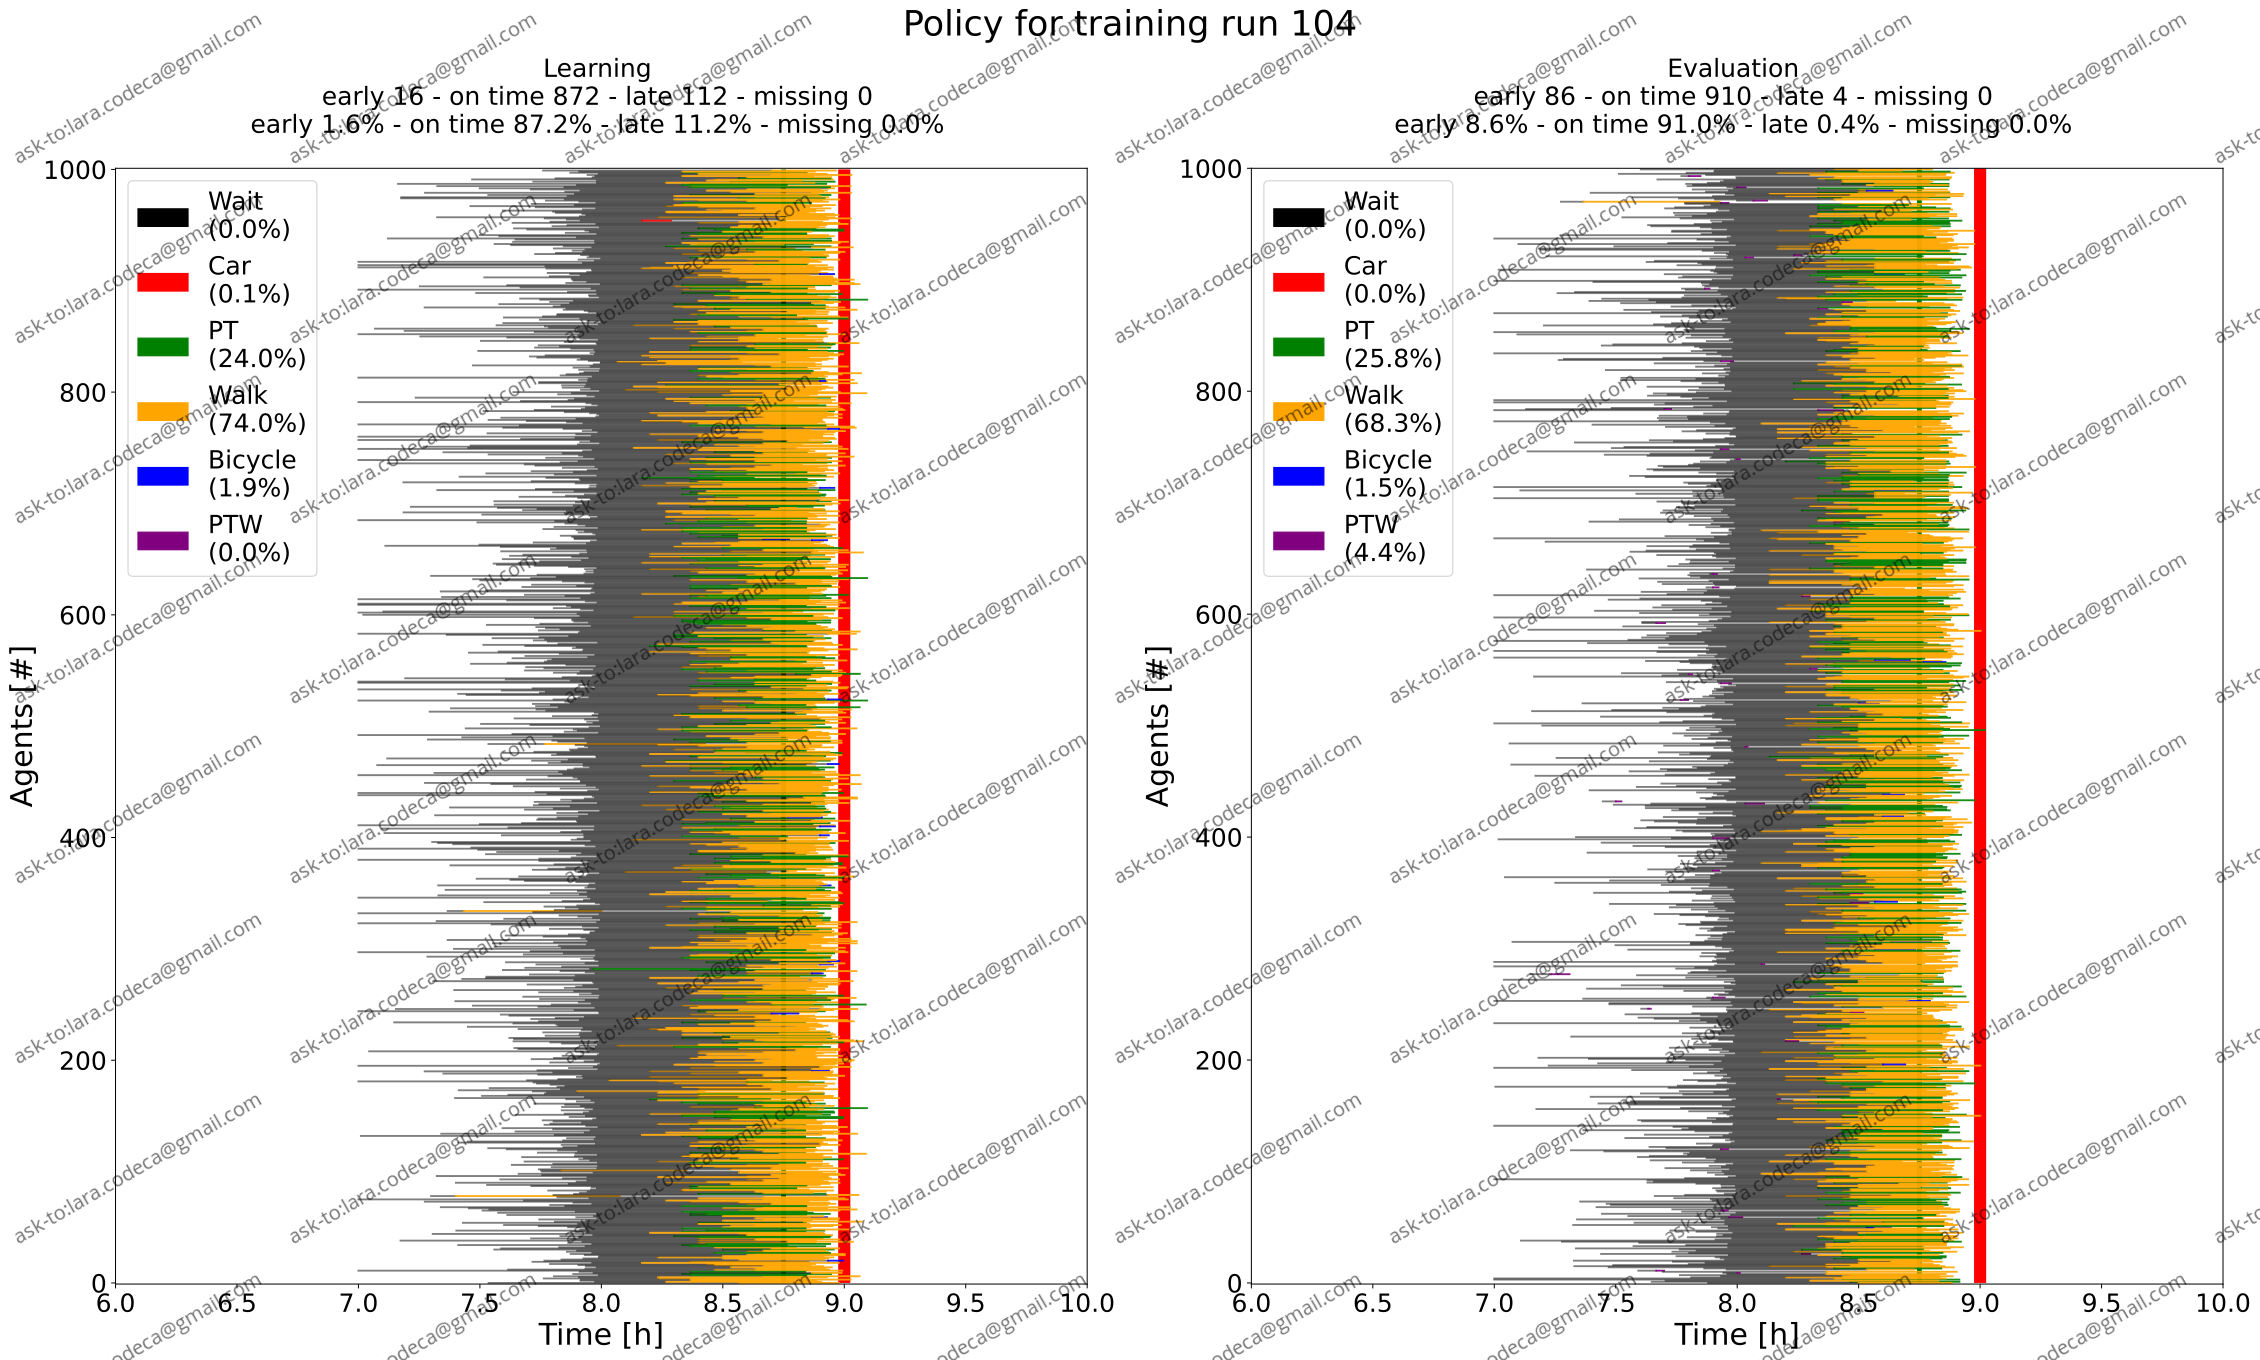 Policy for training run 104
Learning
early 16 - on time 872 - late 112 - missing 0
early 1.6% - on time 87.2% - late 11.2% - missing 0.0%
1000
800
600
400
200
0
Agents [#]
Wait
(0.0%)
Car
(0.1%)
PT
(24.0%)
Walk
(74.0%)
Bicycle
(1.9%)
PTW
(0.0%)
6.0 6.5 7.0 7.5 8.0 8.5 9.0 9.5 10.0
Time [h]
Evaluation
early 86 - on time 910 - late 4 - missing 0
early 8.6% - on time 91.0% - late 0.4% - missing 0.0%
1000
800
600
400
200
0
Agents [#]
Wait
(0.0%)
Car
(0.0%)
PT
(25.8%)
Walk
(68.3%)
Bicycle
(1.5%)
PTW
(4.4%)
6.0 6.5 7.0 7.5 8.0 8.5 9.0 9.5 10.0
Time [h]
ask-to:lara.codeca@gmail.com